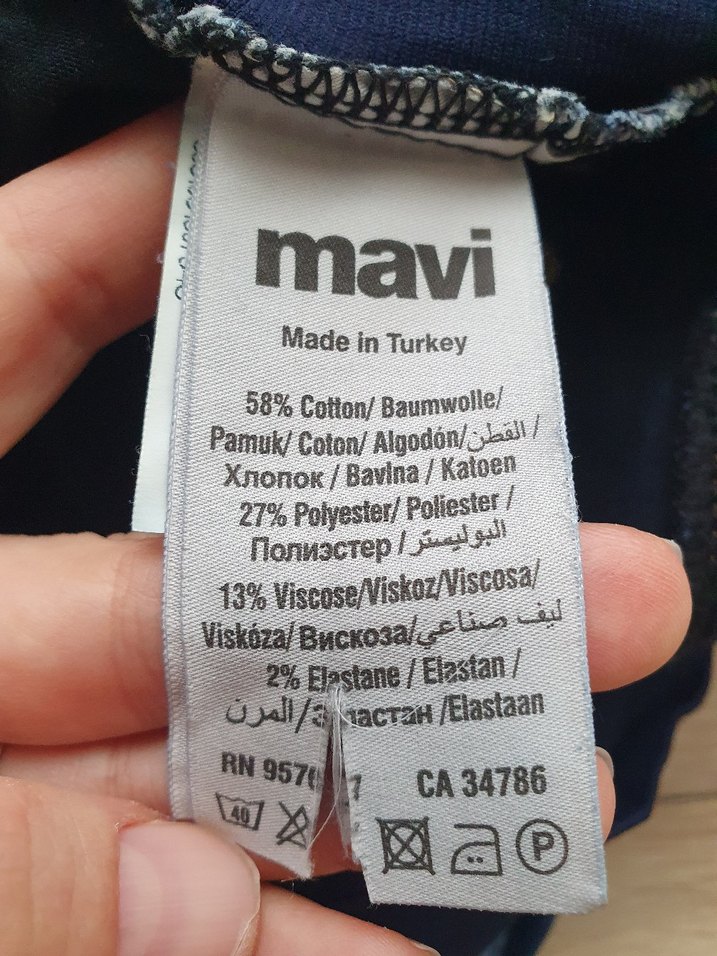 mavi
Made in Turkey
58% Cotton/ Baumwolle/
Pamuk/ Coton/ Algodón/القطن /
Хлопок / Bavlna / Katoen
27% Polyester/ Poliester /
Полиэстер /البوليستر
13% Viscose/Viskoz/Viscosa/
Viskóza/ Вискоза/ليف صناعي
2% Elastane / Elastan /
المرن/ /Elastaan
RN CA 34786
40
P